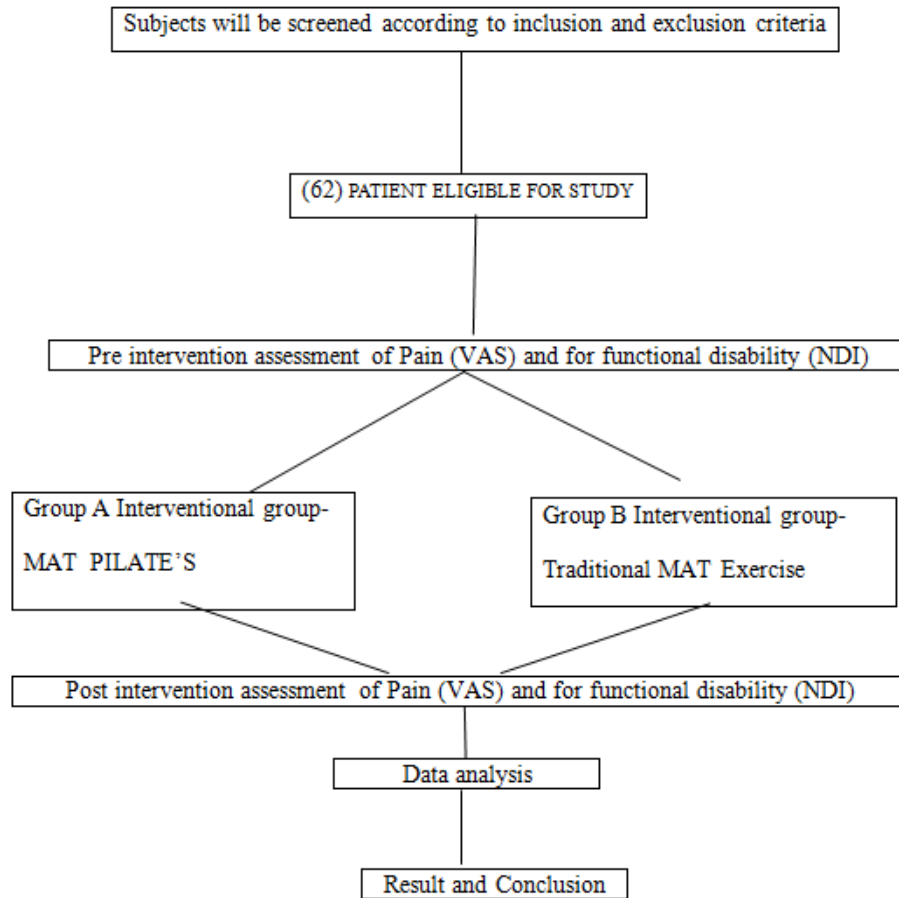 Subjects will be screened according to inclusion and exclusion criteria
(62) PATIENT ELIGIBLE FOR STUDY
Pre intervention assessment of Pain (VAS) and for functional disability (NDI)
Group A Interventional group-
MAT PILATE’S
Group B Interventional group-
Traditional MAT Exercise
Post intervention assessment of Pain (VAS) and for functional disability (NDI)
Data analysis
Result and Conclusion